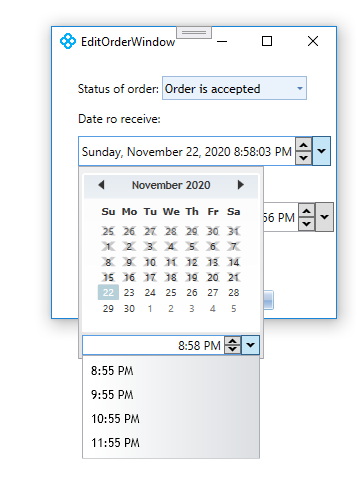 EditOrderWindow
Status of order: Order is accepted
Date ro receive:
Sunday, November 22, 2020 8:58:03 PM
56 PM
November 2020
Su Mo Tu We Th Fr Sa
25 26 27 28 29 30 31
1 2 3 4 5 6 7
8 9 10 11 12 13 14
15 16 17 18 19 20 21
22 23 24 25 26 27 28
29 30 1 2 3 4 5
8:58 PM
8:55 PM
9:55 PM
10:55 PM
11:55 PM